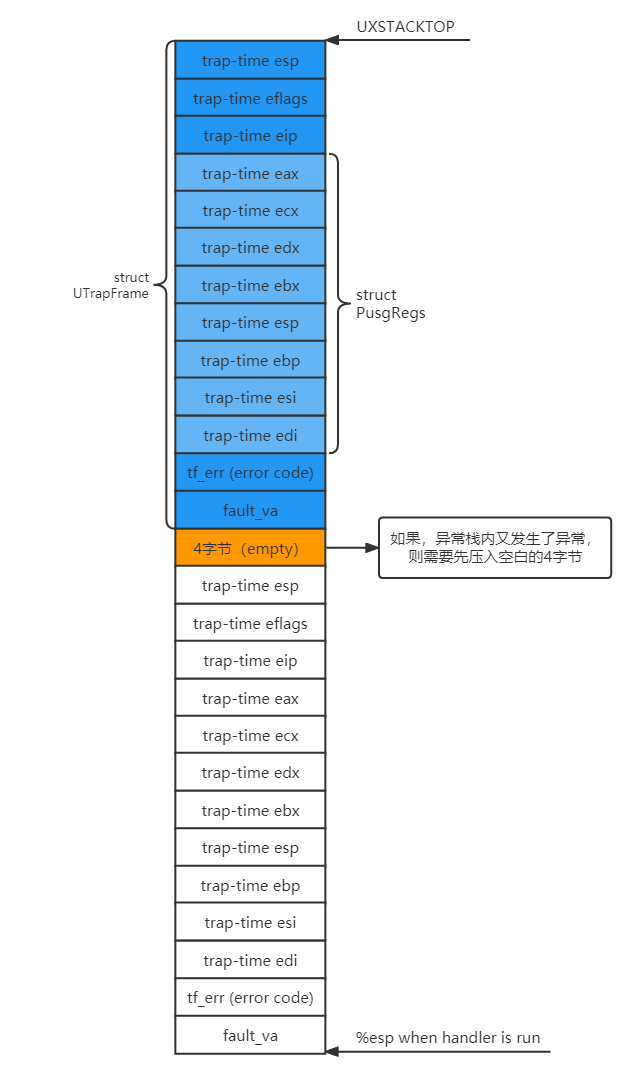 UXSTACKTOP
trap-time esp
trap-time eflags
trap-time eip
trap-time eax
trap-time ecx
trap-time edx
trap-time ebx
trap-time esp
trap-time ebp
trap-time esi
trap-time edi
tf_err (error code)
fault_va
struct
UTrapFrame
struct
PusgRegs
4字节（empty）
如果，异常栈内又发生了异常，
则需要先压入空白的4字节
trap-time esp
trap-time eflags
trap-time eip
trap-time eax
trap-time ecx
trap-time edx
trap-time ebx
trap-time esp
trap-time ebp
trap-time esi
trap-time edi
tf_err (error code)
fault_va
%esp when handler is run